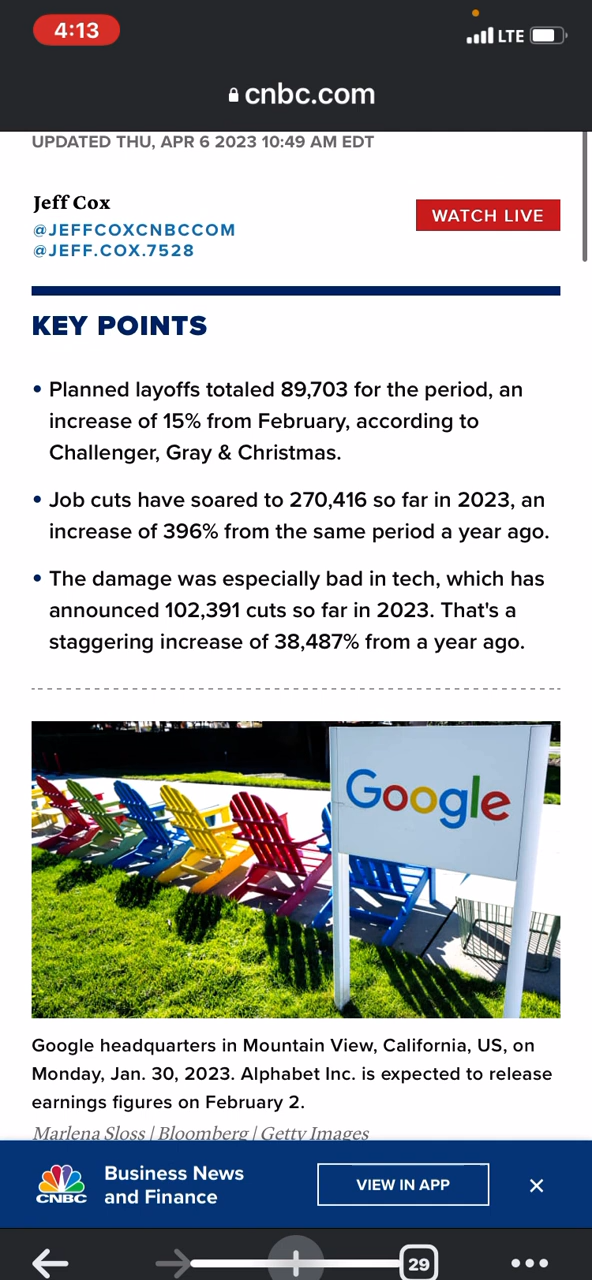 4:13
LTE
cnbc.com
UPDATED THU, APR 6 2023 10:49 AM EDT
Jeff Cox
@JEFFCOXCNBCCOM
@JEFF.COX.7528
WATCH LIVE
KEY POINTS
• Planned layoffs totaled 89,703 for the period, an
increase of 15% from February, according to
Challenger, Gray & Christmas.
• Job cuts have soared to 270,416 so far in 2023, an
increase of 396% from the same period a year ago.
• The damage was especially bad in tech, which has
announced 102,391 cuts so far in 2023. That's a
staggering increase of 38,487% from a year ago.
Google
Google headquarters in Mountain View, California, US, on
Monday, Jan. 30, 2023. Alphabet Inc. is expected to release
earnings figures on February 2.
Marlena Sloss | Bloomberg | Getty Images
CNBC
Business News
and Finance
VIEW IN APP
29